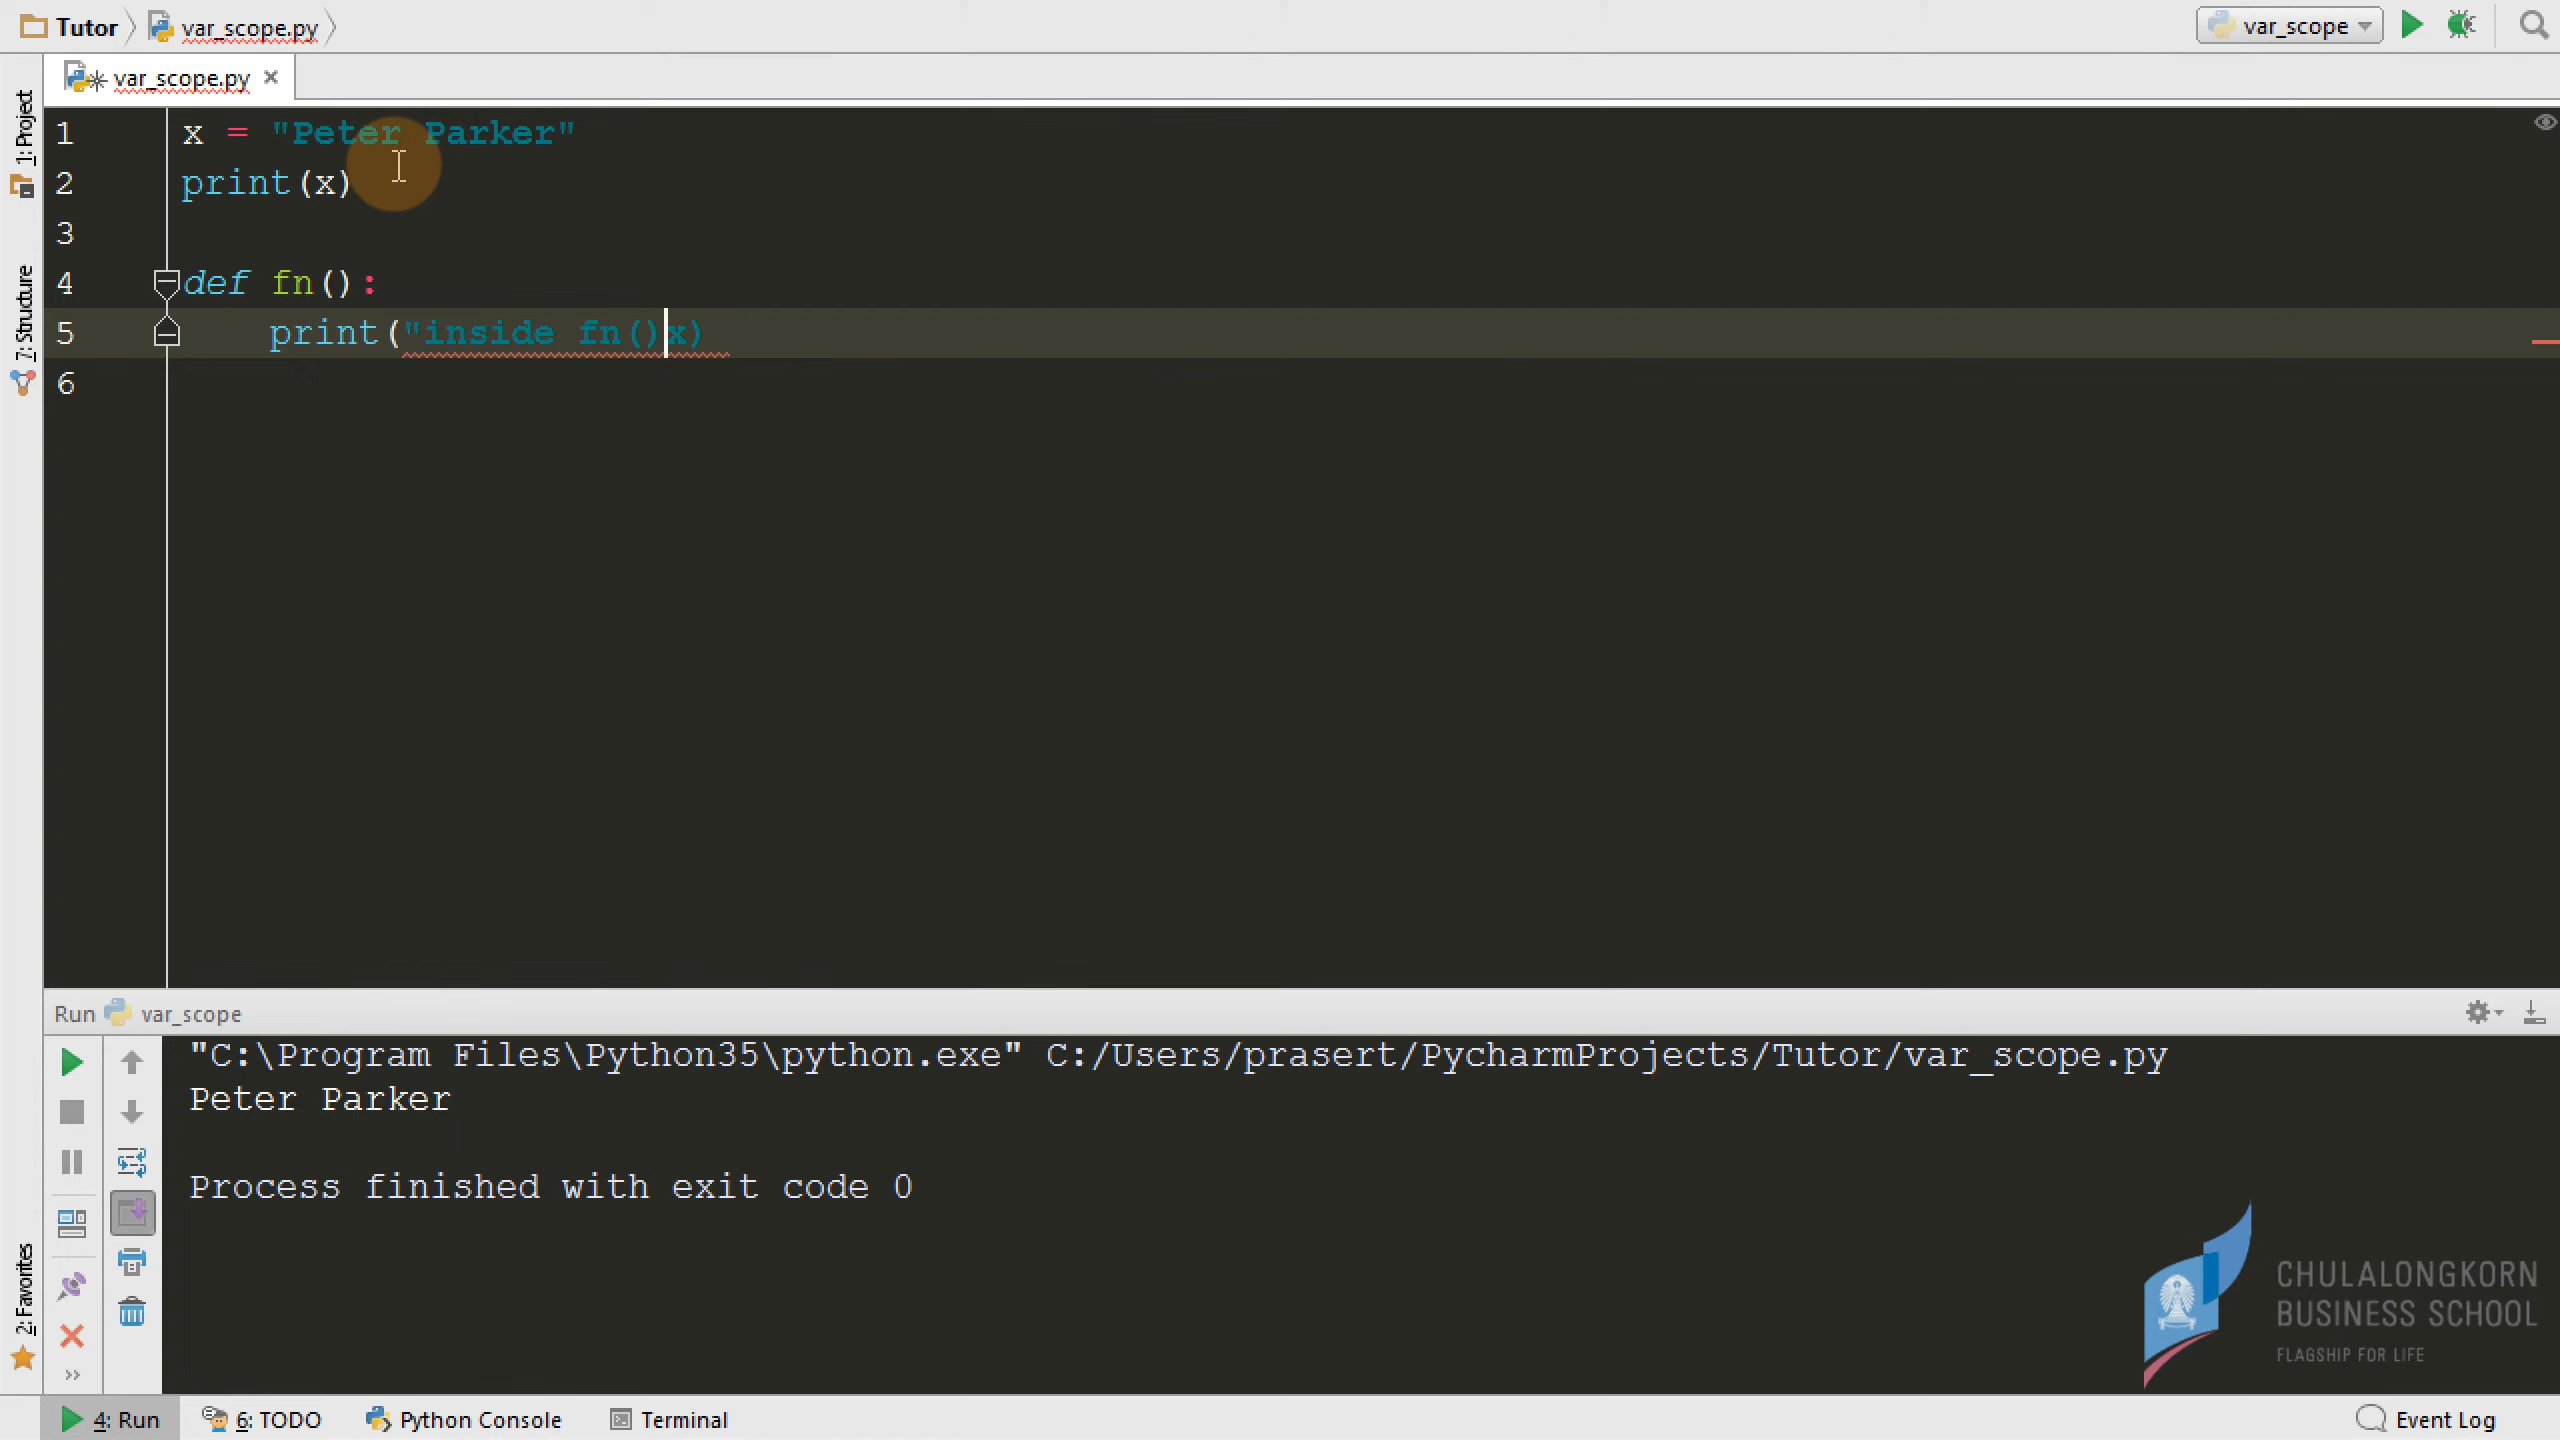 Tutor var_scope.py var_scope
var_scope.py
1: Project
7: Structure
2: Favorites
1 x = "Peter Parker"
2 print(x)
3
4 def fn():
5 print("inside fn()x)
6
Run var_scope
"C:\Program Files\Python35\python.exe" C:/Users/prasert/PycharmProjects/Tutor/var_scope.py
Peter Parker
Process finished with exit code 0
CHULALONGKORN
BUSINESS SCHOOL
FLAGSHIP FOR LIFE
4: Run 6: TODO Python Console Terminal Event Log